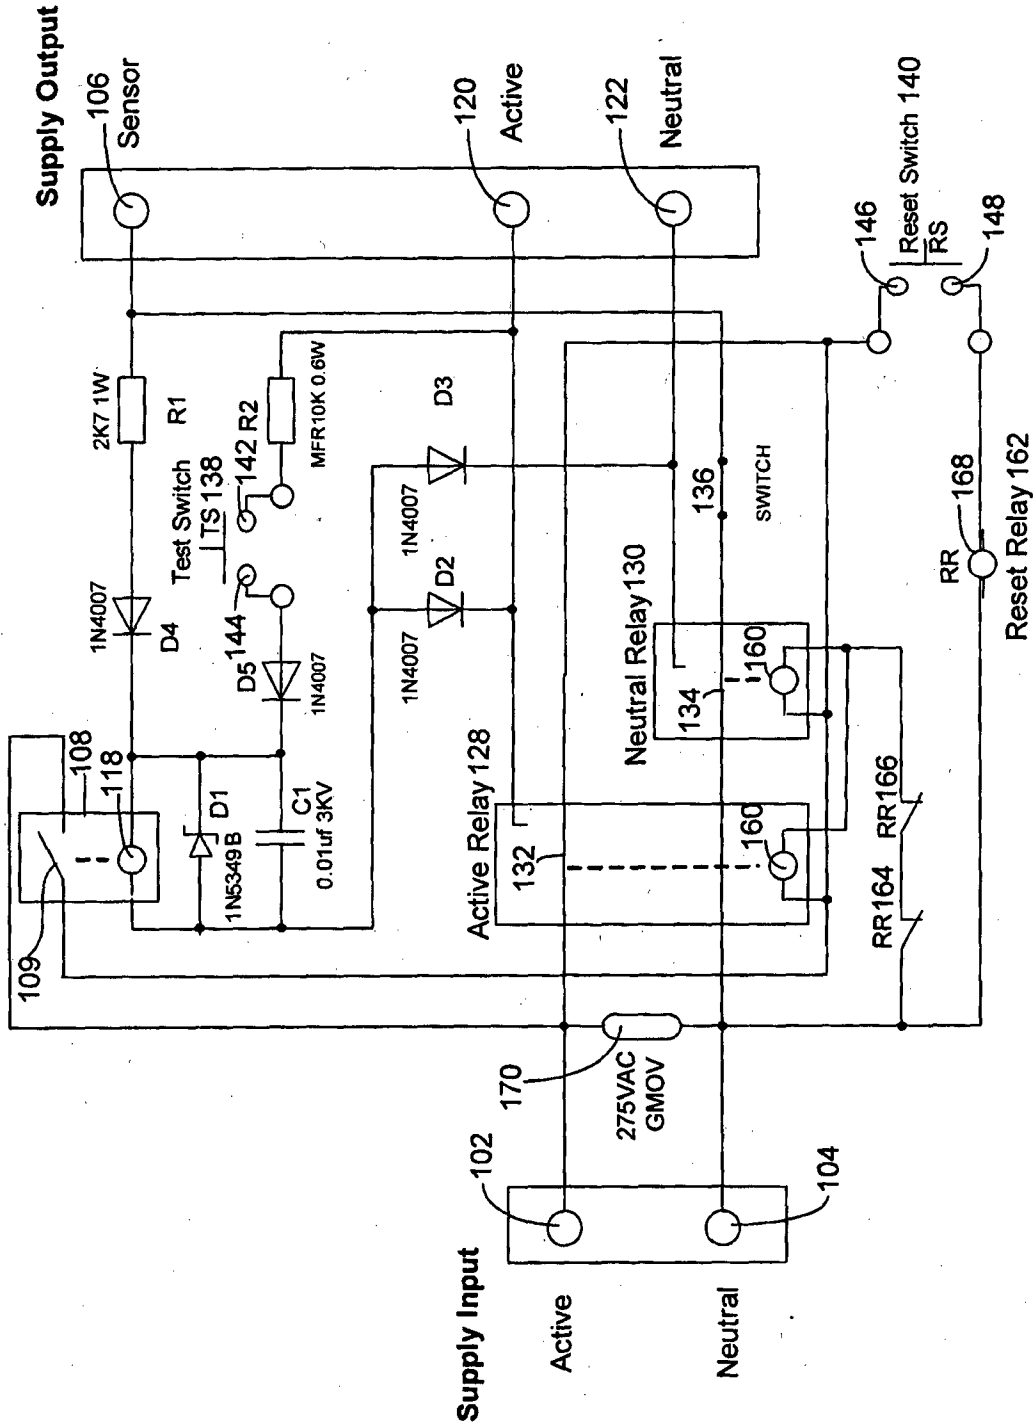 Supply Output
106
Sensor
120
Active
122
Neutral
2K7 1W
R1
Test Switch
TS 138
142
R2
MFR10K 0.6W
1N4007
D4
D5
144
1N4007
D3
1N4007
D2
1N4007
108
118
109
D1
1N5349B
C1
0.01uf 3KV
Active Relay 128
132
160
Neutral Relay 130
134
160
136
SWITCH
146
Reset Switch 140
RS
148
RR
168
Reset Relay 162
RR164
RR166
170
275VAC
GMOV
Supply Input
102
Active
104
Neutral